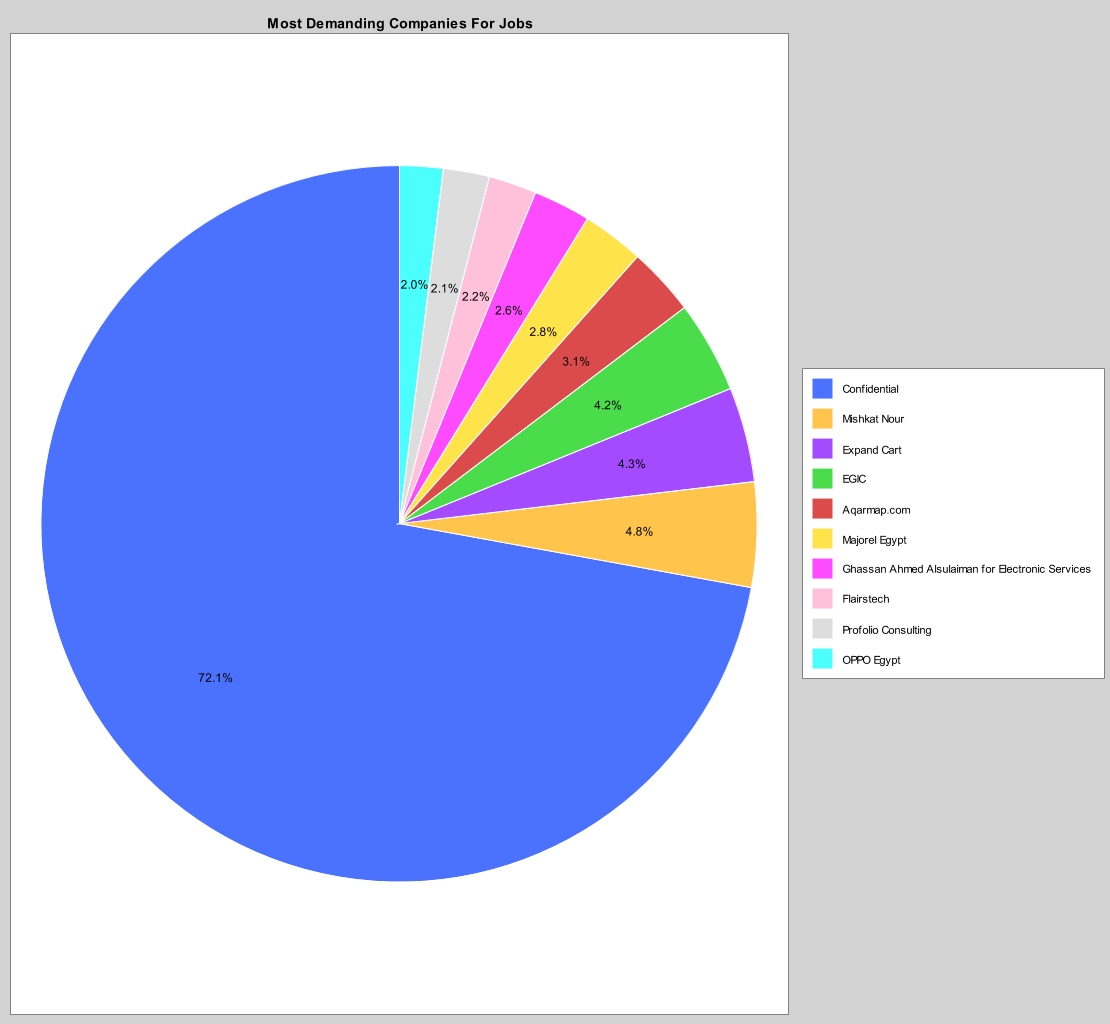 Most Demanding Companies For Jobs
2.0%
2.1%
2.2%
2.6%
2.8%
3.1%
4.2%
4.3%
4.8%
72.1%
Confidential
Mishkat Nour
Expand Cart
EGIC
Aqarmap.com
Majorel Egypt
Ghassan Ahmed Alsulaiman for Electronic Services
Flairstech
Profolio Consulting
OPPO Egypt